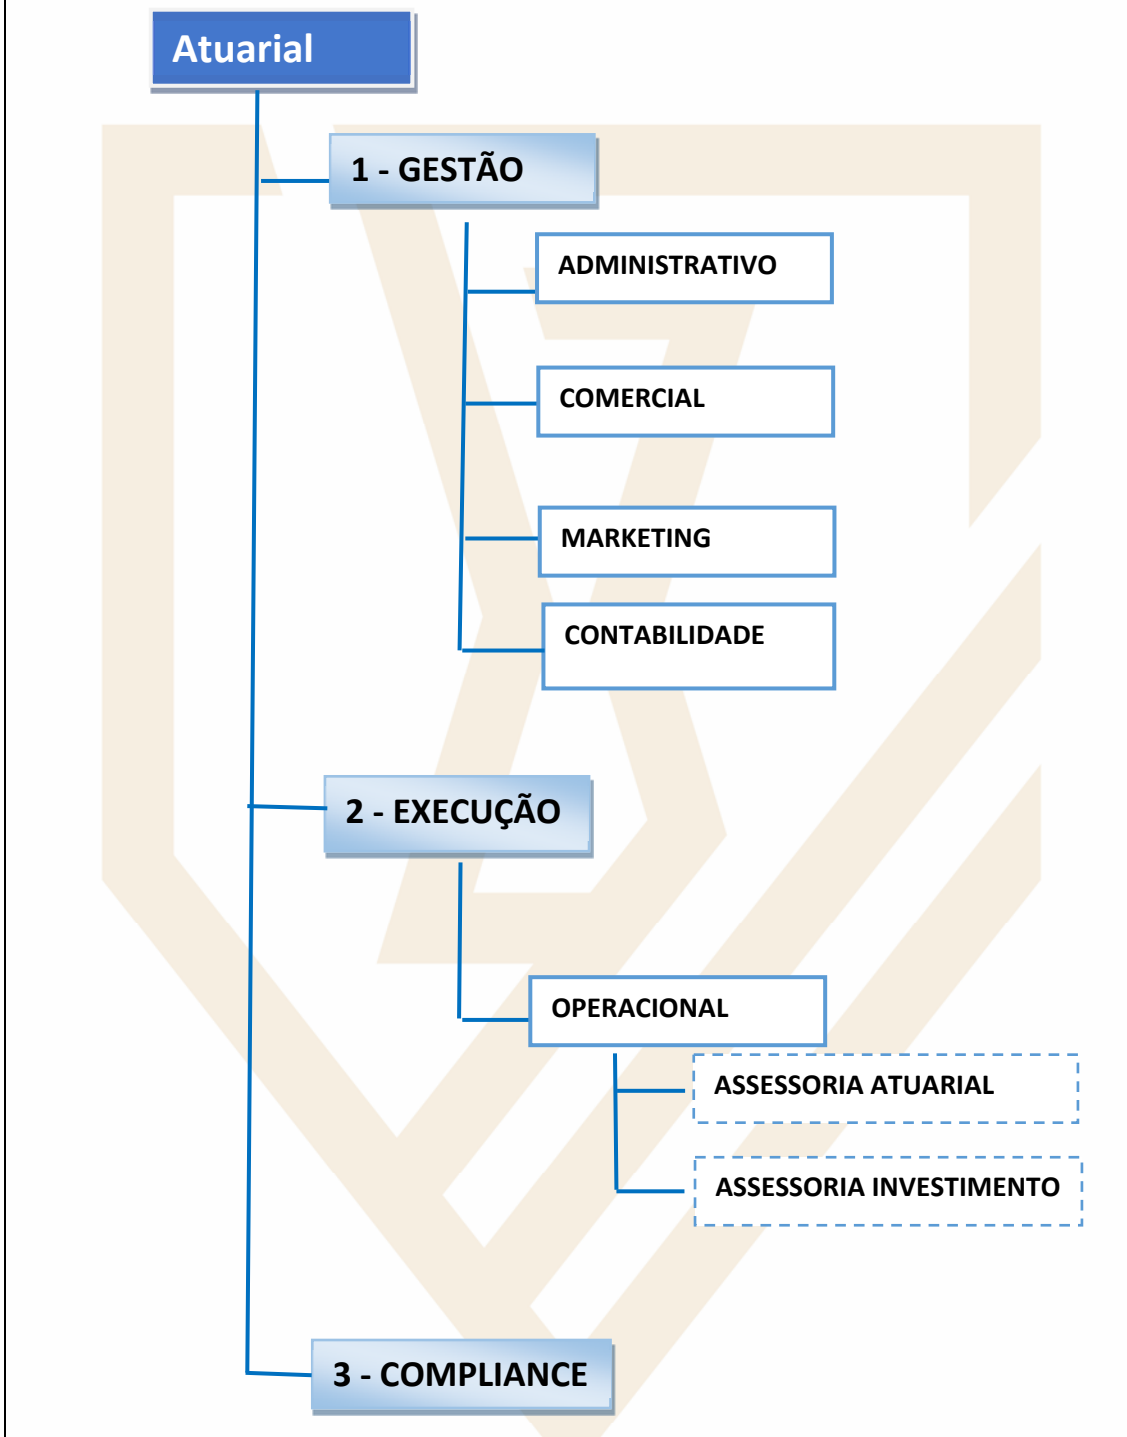 Atuarial
1 - GESTÃO
ADMINISTRATIVO
COMERCIAL
MARKETING
CONTABILIDADE
2 - EXECUÇÃO
OPERACIONAL
ASSESSORIA ATUARIAL
ASSESSORIA INVESTIMENTO
3 - COMPLIANCE